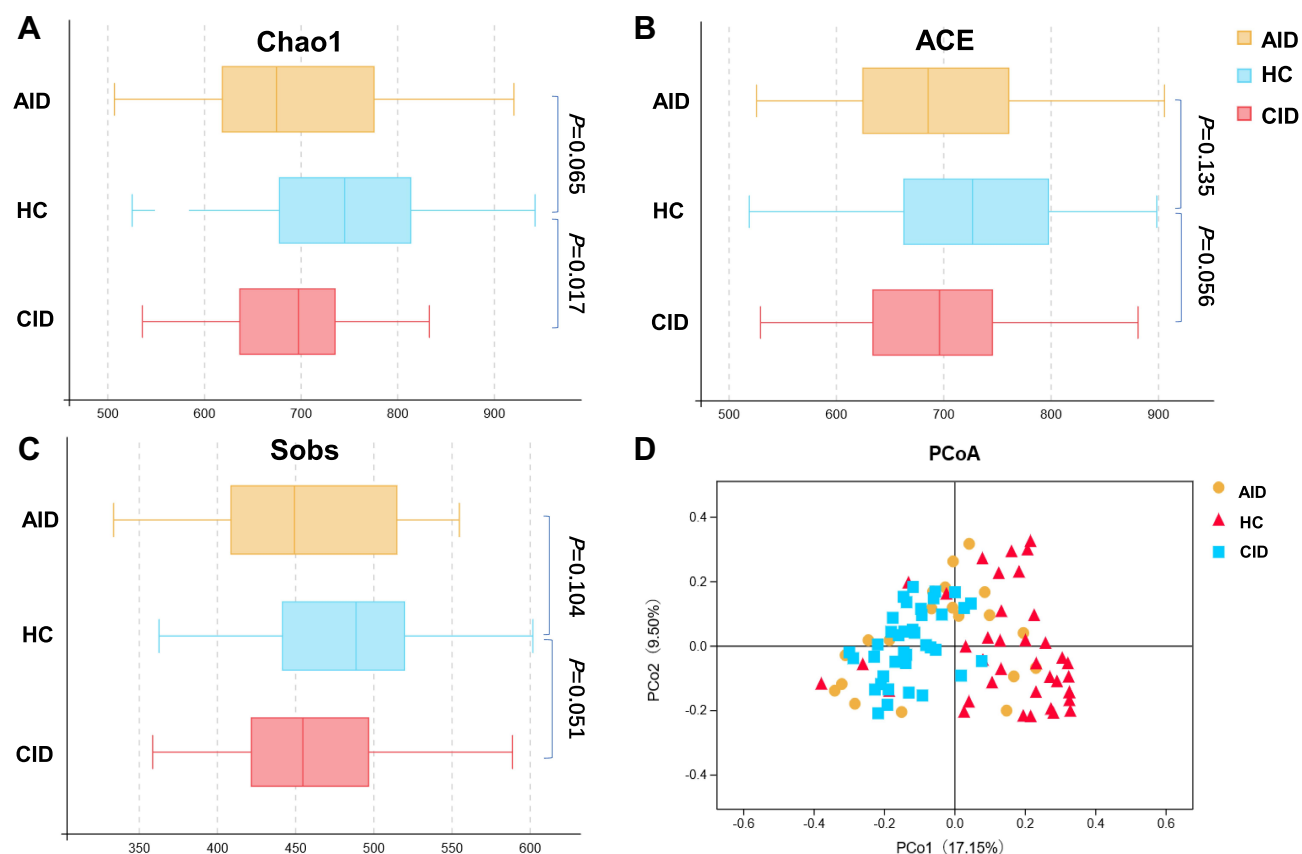 A
Chao1
AID
HC
CID
P=0.065
P=0.017
500 600 700 800 900
B
ACE
AID
HC
CID
P=0.135
P=0.056
500 600 700 800 900
AID
HC
CID
C
Sobs
AID
HC
CID
P=0.104
P=0.051
350 400 450 500 550 600
D
PCoA
PCo2 (9.50%)
0.4
0.2
0.0
-0.2
-0.4
-0.6 -0.4 -0.2 0.0 0.2 0.4 0.6
PCo1 (17.15%)
AID
HC
CID